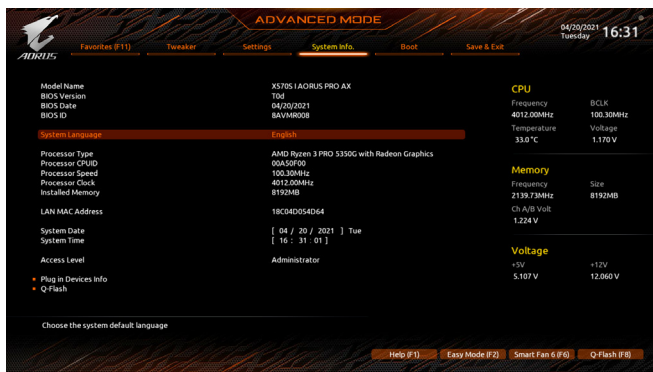 ADVANCED MODE
04/20/2021 Tuesday 16:31
AORUS
Favorites (F11) Tweaker Settings System Info. Boot Save & Exit
Model Name X570S I AORUS PRO AX
BIOS Version T0d
BIOS Date 04/20/2021
BIOS ID 8AVMR008
System Language English
Processor Type AMD Ryzen 3 PRO 5350G with Radeon Graphics
Processor CPUID 00A50F00
Processor Speed 100.30MHz
Processor Clock 4012.00MHz
Installed Memory 8192MB
LAN MAC Address 18C04D054D64
System Date [ 04 / 20 / 2021 ] Tue
System Time [ 16 : 31 : 01 ]
Access Level Administrator
Plug in Devices Info
Q-Flash
CPU
Frequency BCLK
4012.00MHz 100.30MHz
Temperature Voltage
33.0 °C 1.170 V
Memory
Frequency Size
2139.73MHz 8192MB
Ch A/B Volt
1.224 V
Voltage
+5V +12V
5.107 V 12.060 V
Choose the system default language
Help (F1) Easy Mode (F2) Smart Fan 6 (F6) Q-Flash (F8)